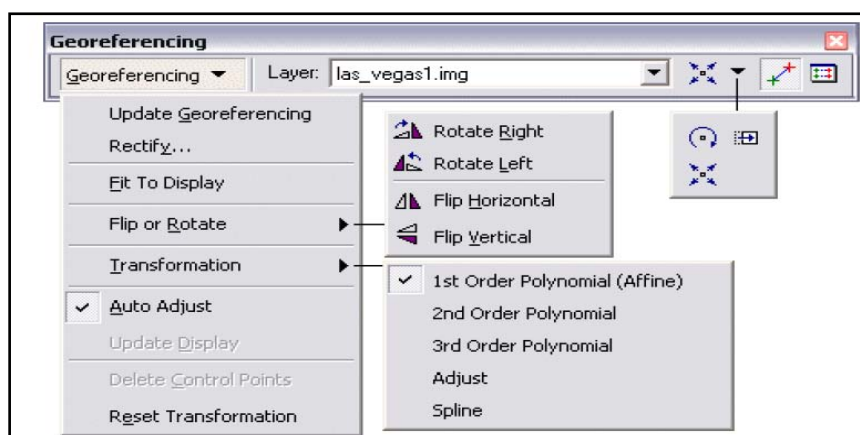 Georeferencing
Georeferencing Layer: las_vegas1.img
Update Georeferencing
Rectify...
Fit To Display
Flip or Rotate
Transformation
Auto Adjust
Update Display
Delete Control Points
Reset Transformation
Rotate Right
Rotate Left
Flip Horizontal
Flip Vertical
1st Order Polynomial (Affine)
2nd Order Polynomial
3rd Order Polynomial
Adjust
Spline